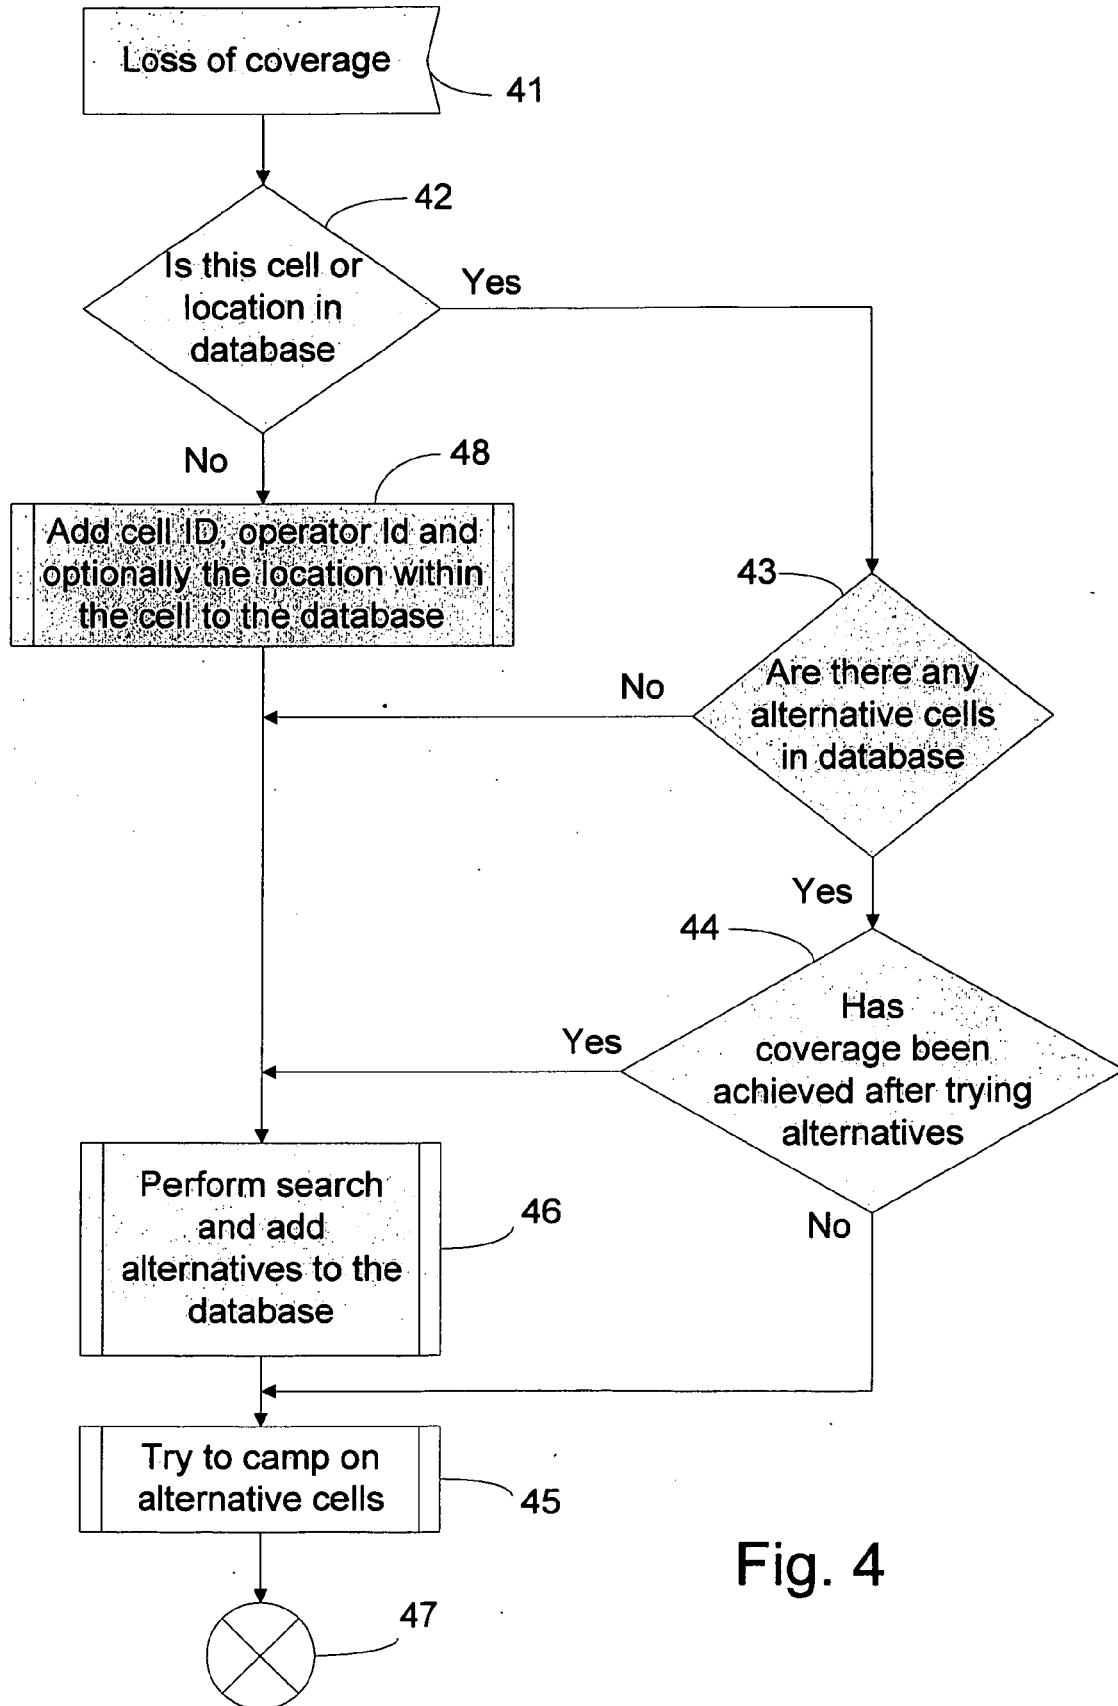 Loss of coverage
41
42
Is this cell or
location in
database
Yes
No
48
Add cell ID, operator Id and
optionally the location within
the cell to the database
43
Are there any
alternative cells
in database
No
Yes
44
Has
coverage been
achieved after trying
alternatives
Yes
No
Perform search
and add
alternatives to the
database
46
Try to camp on
alternative cells
45
Fig. 4
47